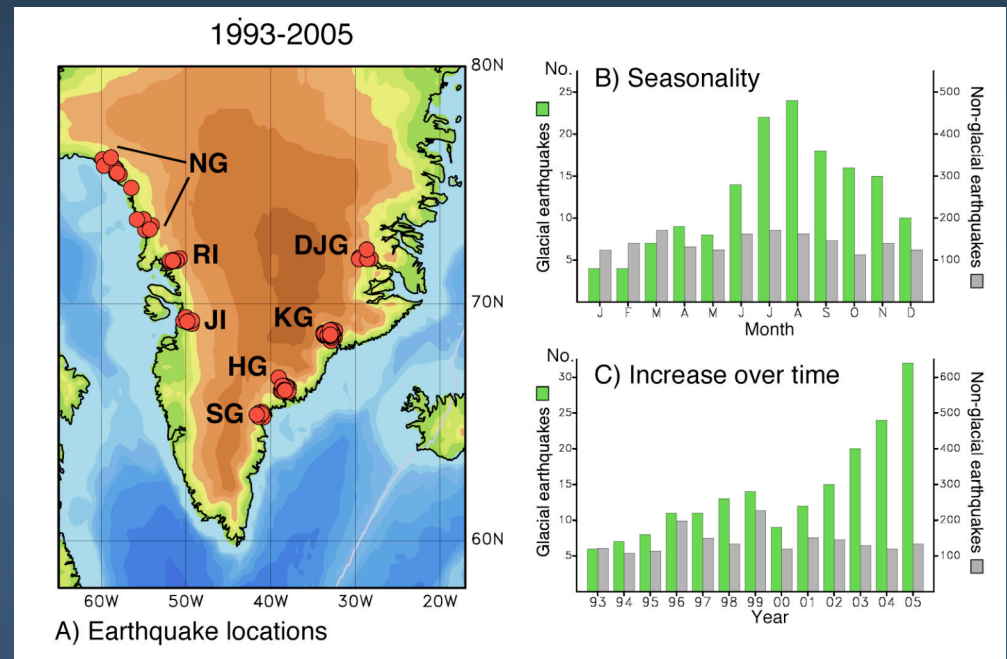 1993-2005
80N
70N
60N
NG
RI
JI
DJG
KG
HG
SG
60W 50W 40W 30W 20W
A) Earthquake locations
No.
B) Seasonality
Glacial earthquakes
Non-glacial earthquakes
25
20
15
10
5
500
400
300
200
100
J F M A M J J A S O N D
Month
No.
C) Increase over time
Glacial earthquakes
Non-glacial earthquakes
30
25
20
15
10
5
600
500
400
300
200
100
93 94 95 96 97 98 99 00 01 02 03 04 05
Year